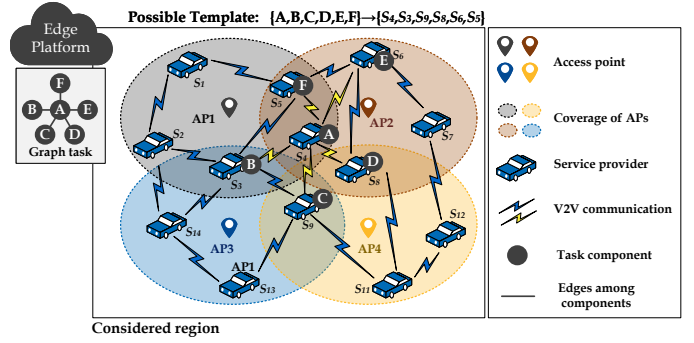 Possible Template: {A,B,C,D,E,F}→{S4,S3,S9,S8,S6,S5}
Edge
Platform
F
B A E
C D
Graph task
S1
S5
F
S6
E
AP1
AP2
S2
S4
A
S7
S3
B
D
S8
C
S9
S14
AP3
AP4
S12
AP1
S13
S11
Considered region
Access point
Coverage of APs
Service provider
V2V communication
Task component
Edges among
components